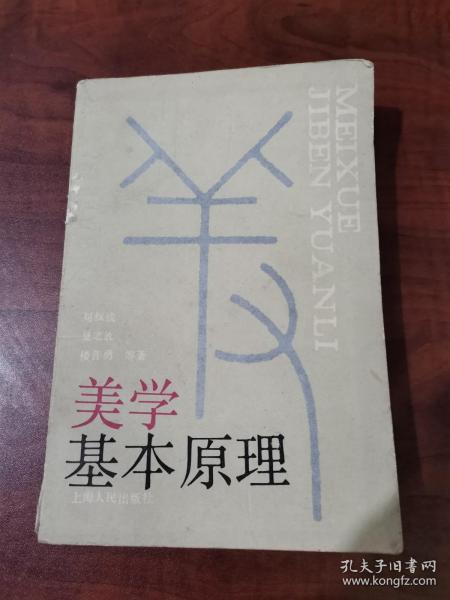 MEIXUE
JIBEN YUANLI
刘叔成
夏之放
楼昔勇 等著
美学
基本原理
上海人民出版社
孔夫子旧书网
www.kongfz.com